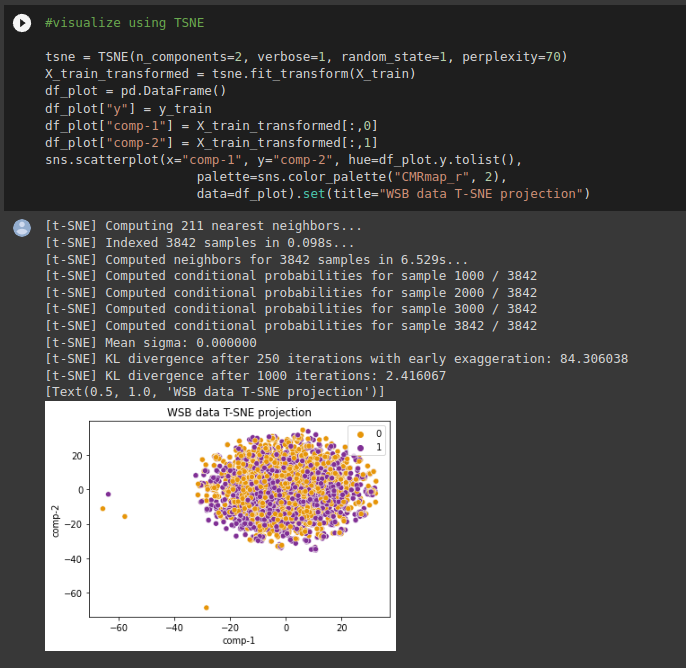 #visualize using TSNE
tsne = TSNE(n_components=2, verbose=1, random_state=1, perplexity=70)
X_train_transformed = tsne.fit_transform(X_train)
df_plot = pd.DataFrame()
df_plot["y"] = y_train
df_plot["comp-1"] = X_train_transformed[:,0]
df_plot["comp-2"] = X_train_transformed[:,1]
sns.scatterplot(x="comp-1", y="comp-2", hue=df_plot.y.tolist(),
palette=sns.color_palette("CMRmap_r", 2),
data=df_plot).set(title="WSB data T-SNE projection")
[t-SNE] Computing 211 nearest neighbors...
[t-SNE] Indexed 3842 samples in 0.098s...
[t-SNE] Computed neighbors for 3842 samples in 6.529s...
[t-SNE] Computed conditional probabilities for sample 1000 / 3842
[t-SNE] Computed conditional probabilities for sample 2000 / 3842
[t-SNE] Computed conditional probabilities for sample 3000 / 3842
[t-SNE] Computed conditional probabilities for sample 3842 / 3842
[t-SNE] Mean sigma: 0.000000
[t-SNE] KL divergence after 250 iterations with early exaggeration: 84.306038
[t-SNE] KL divergence after 1000 iterations: 2.416067
[Text(0.5, 1.0, 'WSB data T-SNE projection')]
WSB data T-SNE projection
0
1
20
0
−20
−40
−60
comp-2
−60 −40 −20 0 20
comp-1